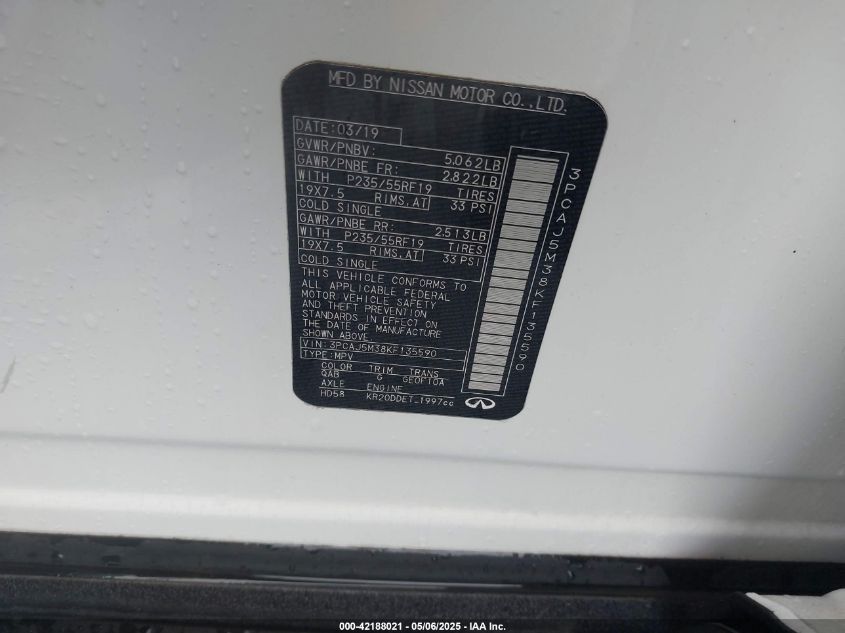 MFD BY NISSAN MOTOR CO.,LTD.
DATE:03/19
GVWR/PNBV: 5.062LB
GAWR/PNBE FR: 2.822LB
WITH P235/55RF19 TIRES
19X7.5 RIMS,AT 33 PSI
COLD SINGLE
GAWR/PNBE RR: 2.513LB
WITH P235/55RF19 TIRES
19X7.5 RIMS,AT 33 PSI
COLD SINGLE
THIS VEHICLE CONFORMS TO
ALL APPLICABLE FEDERAL
MOTOR VEHICLE SAFETY
AND THEFT PREVENTION
STANDARDS IN EFFECT ON
THE DATE OF MANUFACTURE
SHOWN ABOVE.
VIN:3PCAJ5M38KF135590
TYPE:MPV
COLOR TRIM TRANS
QAB G GE0F10A
AXLE ENGINE
HD58 KR20DDET 1997cc
3PCAJ5M38KF135590
000-42188021 - 05/06/2025 - IAA Inc.